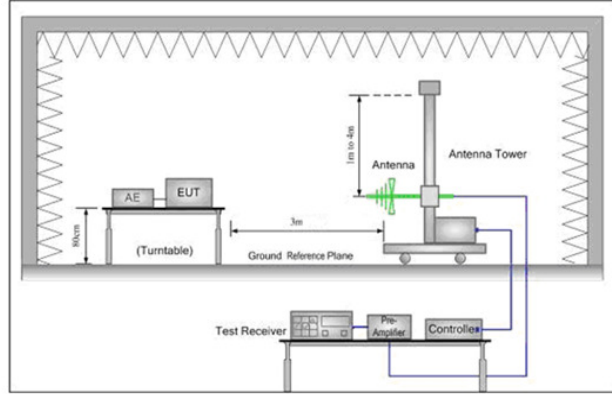 1m to 4m
Antenna
Antenna Tower
AE
EUT
80cm
(Turntable)
3m
Ground Reference Plane
Test Receiver
Pre-
Amplifier
Controller